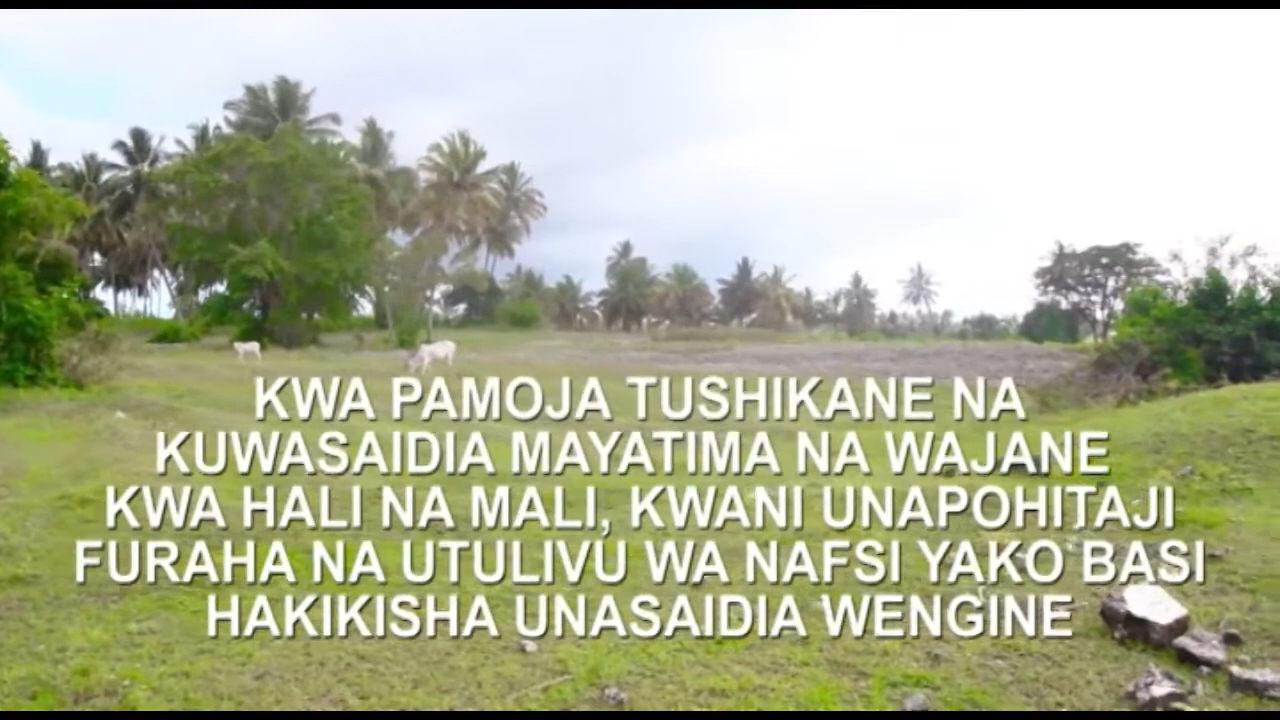 KWA PAMOJA TUSHIKANE NA
KUWASAIDIA MAYATIMA NA WAJANE
KWA HALI NA MALI, KWANI UNAPOHITAJI
FURAHA NA UTULIVU WA NAFSI YAKO BASI
HAKIKISHA UNASAIDIA WENGINE